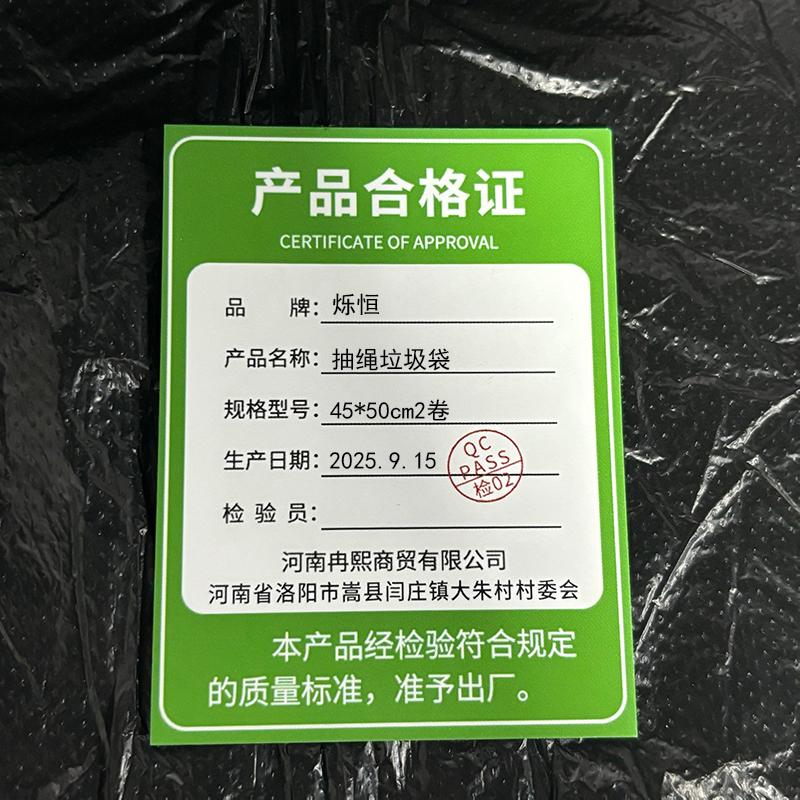 产品合格证
CERTIFICATE OF APPROVAL
品 牌：烁恒
产品名称：抽绳垃圾袋
规格型号：45*50cm2卷
生产日期：2025.9.15
QC
PASS
检02
检 验 员：
河南冉熙商贸有限公司
河南省洛阳市嵩县闫庄镇大朱村村委会
本产品经检验符合规定
的质量标准，准予出厂。